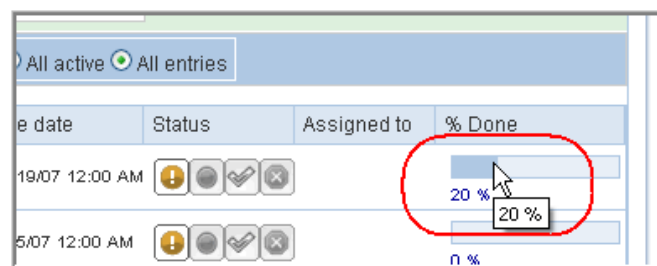 All active All entries
e date Status Assigned to % Done
19/07 12:00 AM
20 %
20 %
5/07 12:00 AM
0 %